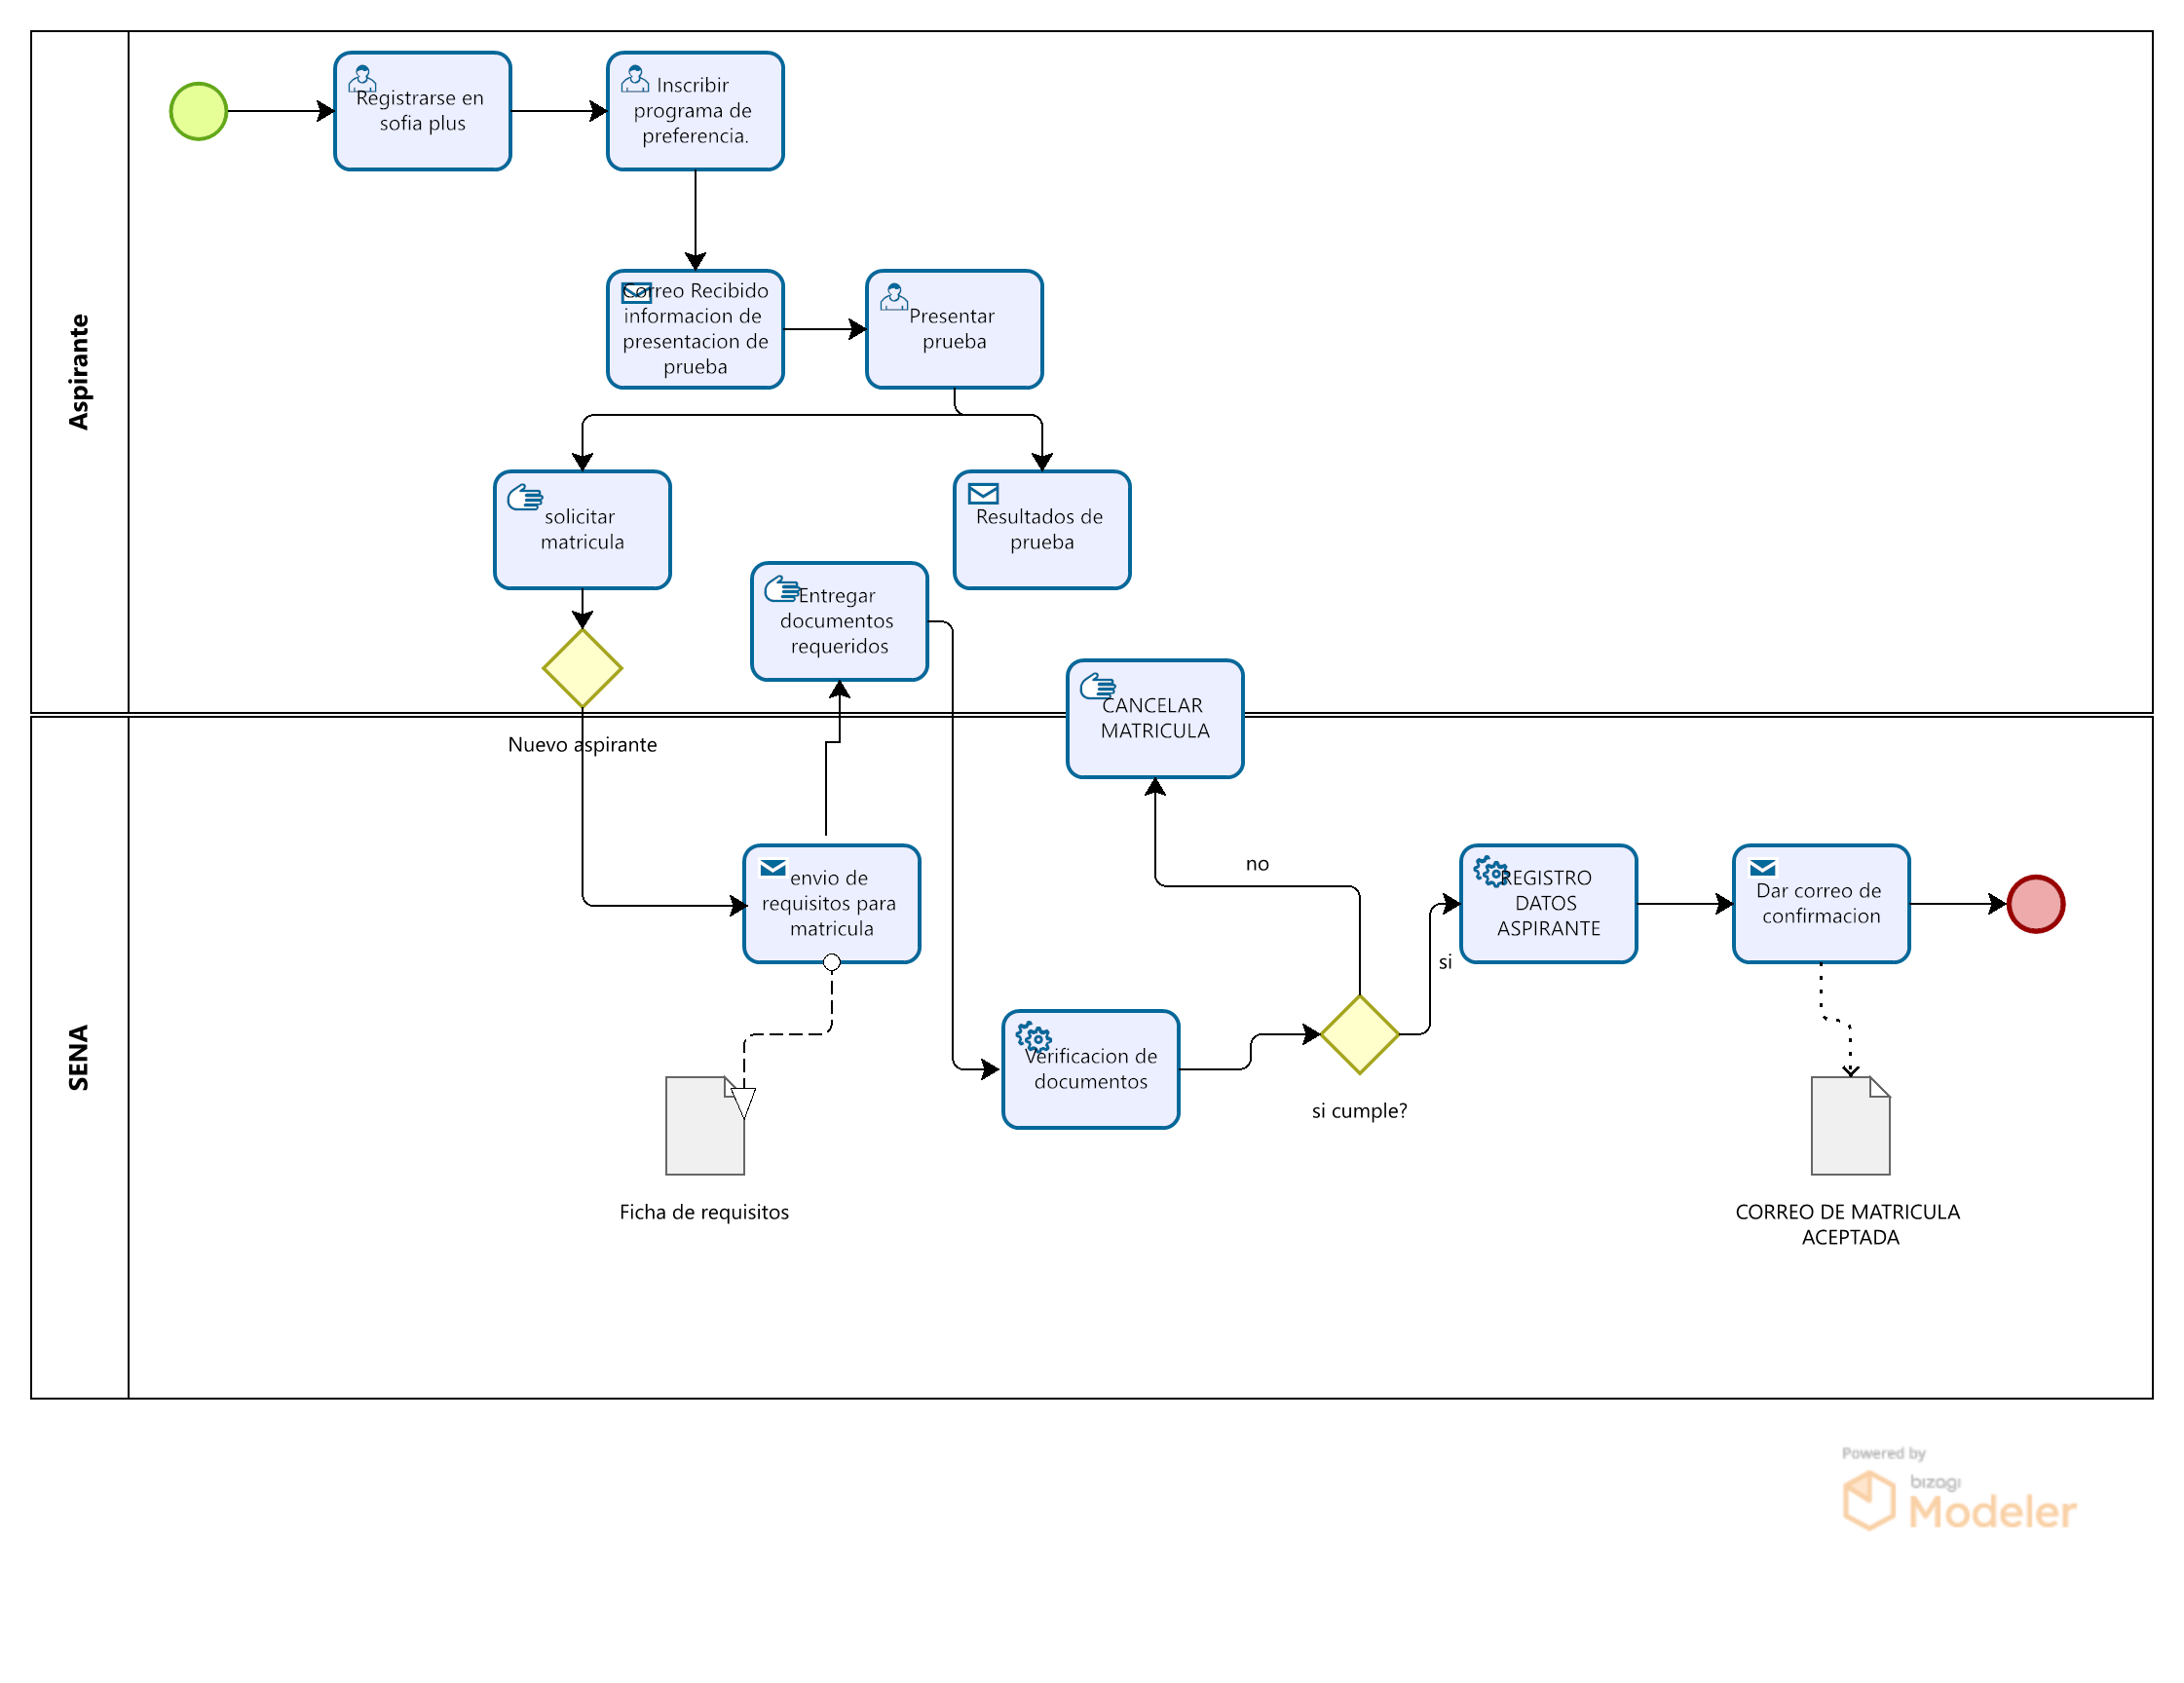 Aspirante
Registrarse en
sofia plus
Inscribir
programa de
preferencia.
Correo Recibido
informacion de
presentacion de
prueba
Presentar
prueba
solicitar
matricula
Resultados de
prueba
Entregar
documentos
requeridos
CANCELAR
MATRICULA
SENA
Nuevo aspirante
envio de
requisitos para
matricula
no
REGISTRO
DATOS
ASPIRANTE
Dar correo de
confirmacion
si
Verificacion de
documentos
si cumple?
Ficha de requisitos
CORREO DE MATRICULA
ACEPTADA
Powered by
bizagi
Modeler